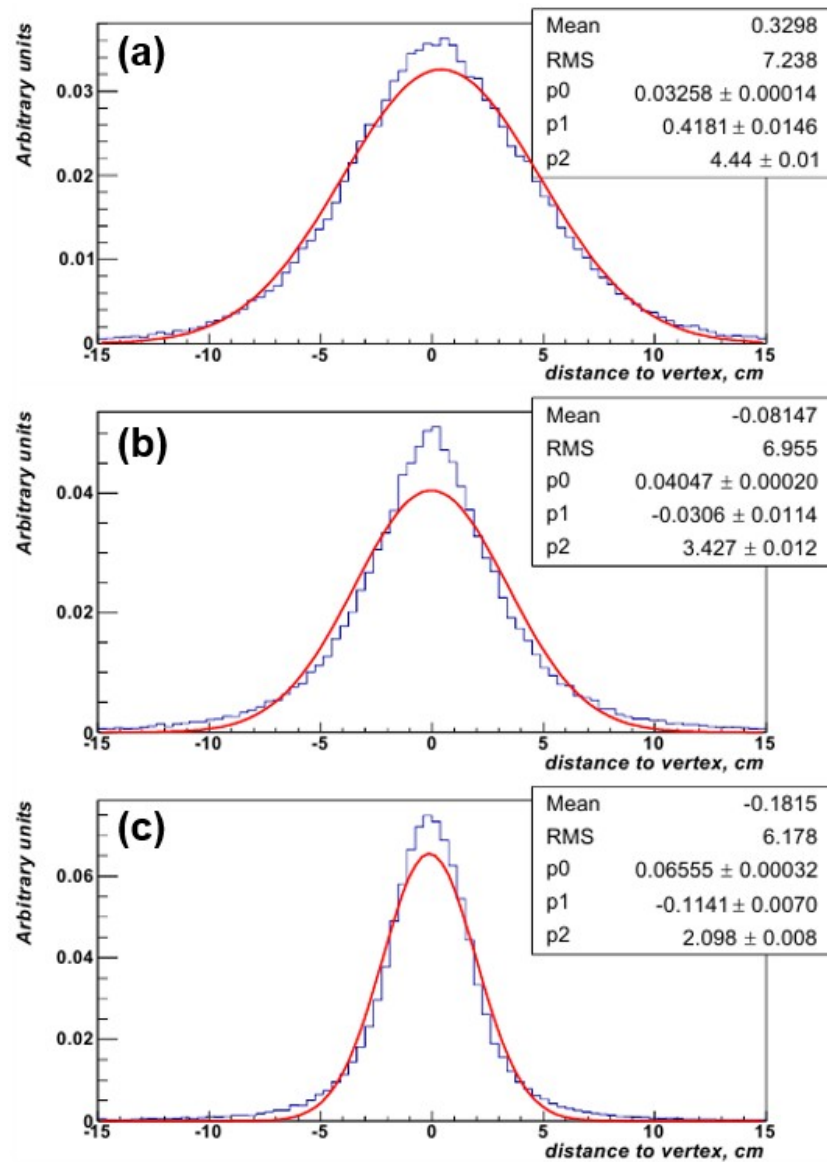 (a)
Arbitrary units
0.03
0.02
0.01
0
-15 -10 -5 0 5 10 15
distance to vertex, cm
Mean 0.3298
RMS 7.238
p0 0.03258 ± 0.00014
p1 0.4181 ± 0.0146
p2 4.44 ± 0.01
(b)
Arbitrary units
0.04
0.02
0
-15 -10 -5 0 5 10 15
distance to vertex, cm
Mean -0.08147
RMS 6.955
p0 0.04047 ± 0.00020
p1 -0.0306 ± 0.0114
p2 3.427 ± 0.012
(c)
Arbitrary units
0.06
0.04
0.02
0
-15 -10 -5 0 5 10 15
distance to vertex, cm
Mean -0.1815
RMS 6.178
p0 0.06555 ± 0.00032
p1 -0.1141 ± 0.0070
p2 2.098 ± 0.008